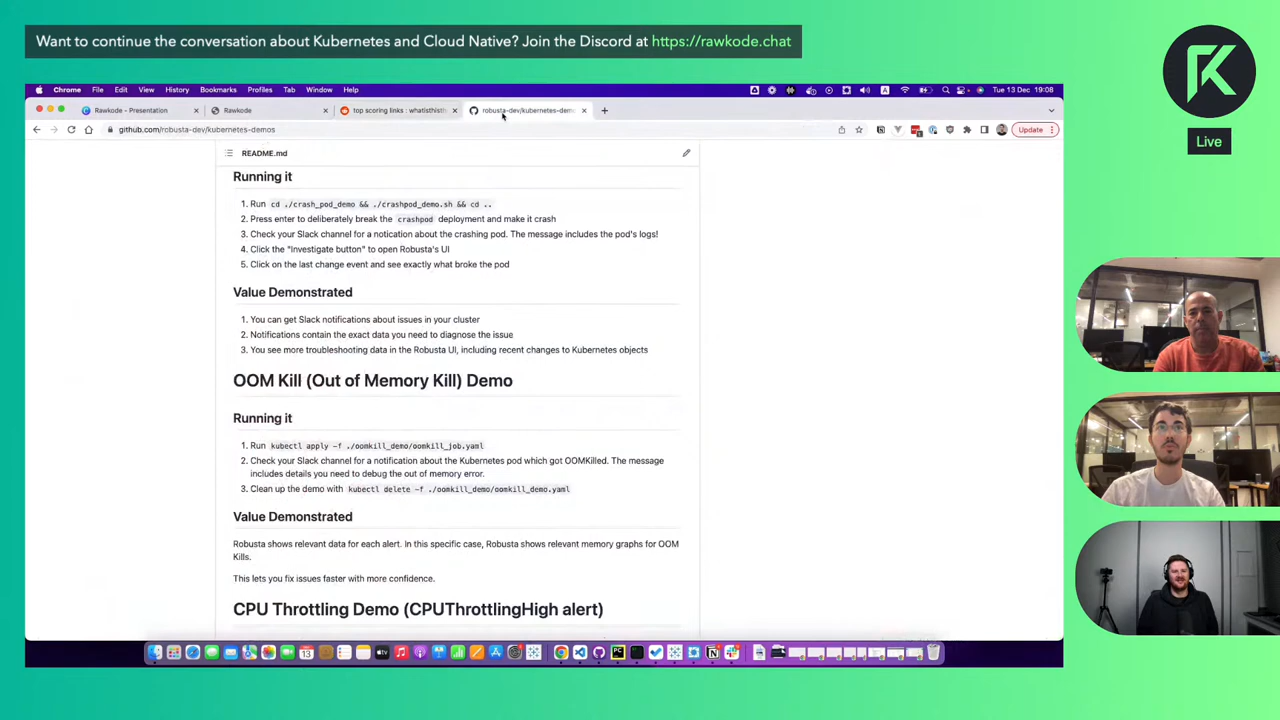 Want to continue the conversation about Kubernetes and Cloud Native? Join the Discord at https://rawkode.chat
Live
Chrome File Edit View History Bookmarks Profiles Tab Window Help
Tue 13 Dec 19:08
Rawkode - Presentation
Rawkode
top scoring links : whatisthisth
robusta-dev/kubernetes-demo
github.com/robusta-dev/kubernetes-demos
Update
README.md
Running it
1. Run cd ./crash_pod_demo && ./crashpod_demo.sh && cd ..
2. Press enter to deliberately break the crashpod deployment and make it crash
3. Check your Slack channel for a notication about the crashing pod. The message includes the pod's logs!
4. Click the "Investigate button" to open Robusta's UI
5. Click on the last change event and see exactly what broke the pod
Value Demonstrated
1. You can get Slack notifications about issues in your cluster
2. Notifications contain the exact data you need to diagnose the issue
3. You see more troubleshooting data in the Robusta UI, including recent changes to Kubernetes objects
OOM Kill (Out of Memory Kill) Demo
Running it
1. Run kubectl apply -f ./oomkill_demo/oomkill_job.yaml
2. Check your Slack channel for a notification about the Kubernetes pod which got OOMKilled. The message
includes details you need to debug the out of memory error.
3. Clean up the demo with kubectl delete -f ./oomkill_demo/oomkill_demo.yaml
Value Demonstrated
Robusta shows relevant data for each alert. In this specific case, Robusta shows relevant memory graphs for OOM
Kills.
This lets you fix issues faster with more confidence.
CPU Throttling Demo (CPUThrottlingHigh alert)